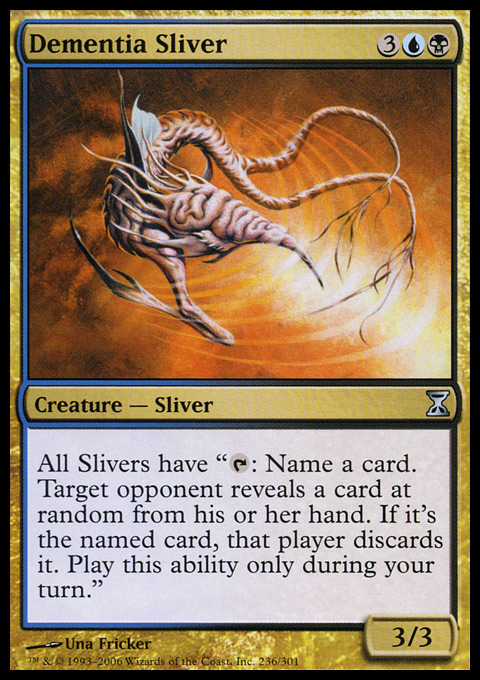 Dementia Sliver 3
Creature — Sliver
All Slivers have “: Name a card.
Target opponent reveals a card at
random from his or her hand. If it's
the named card, that player discards
it. Play this ability only during your
turn.”
Una Fricker
3/3
™ & © 1993–2006 Wizards of the Coast, Inc. 236/301